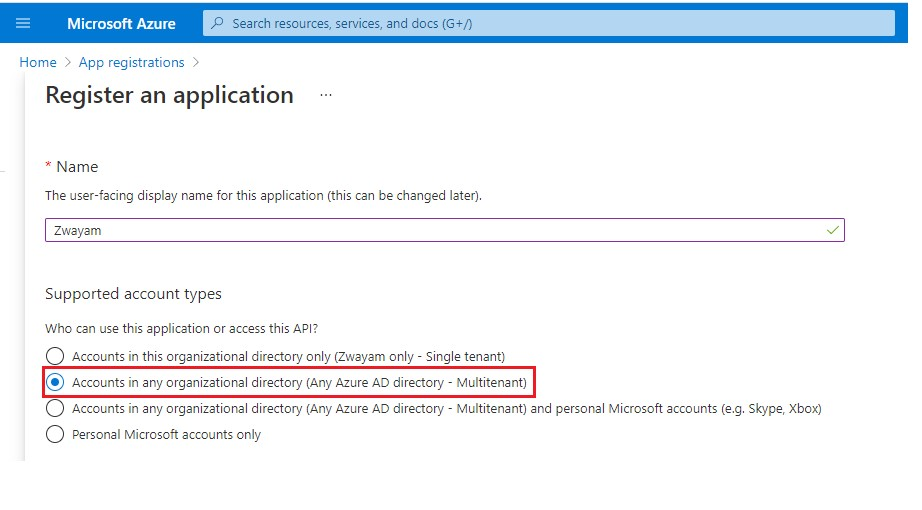 Microsoft Azure
Search resources, services, and docs (G+/)
Home > App registrations >
Register an application ...
* Name
The user-facing display name for this application (this can be changed later).
Zwayam
Supported account types
Who can use this application or access this API?
Accounts in this organizational directory only (Zwayam only - Single tenant)
Accounts in any organizational directory (Any Azure AD directory - Multitenant)
Accounts in any organizational directory (Any Azure AD directory - Multitenant) and personal Microsoft accounts (e.g. Skype, Xbox)
Personal Microsoft accounts only